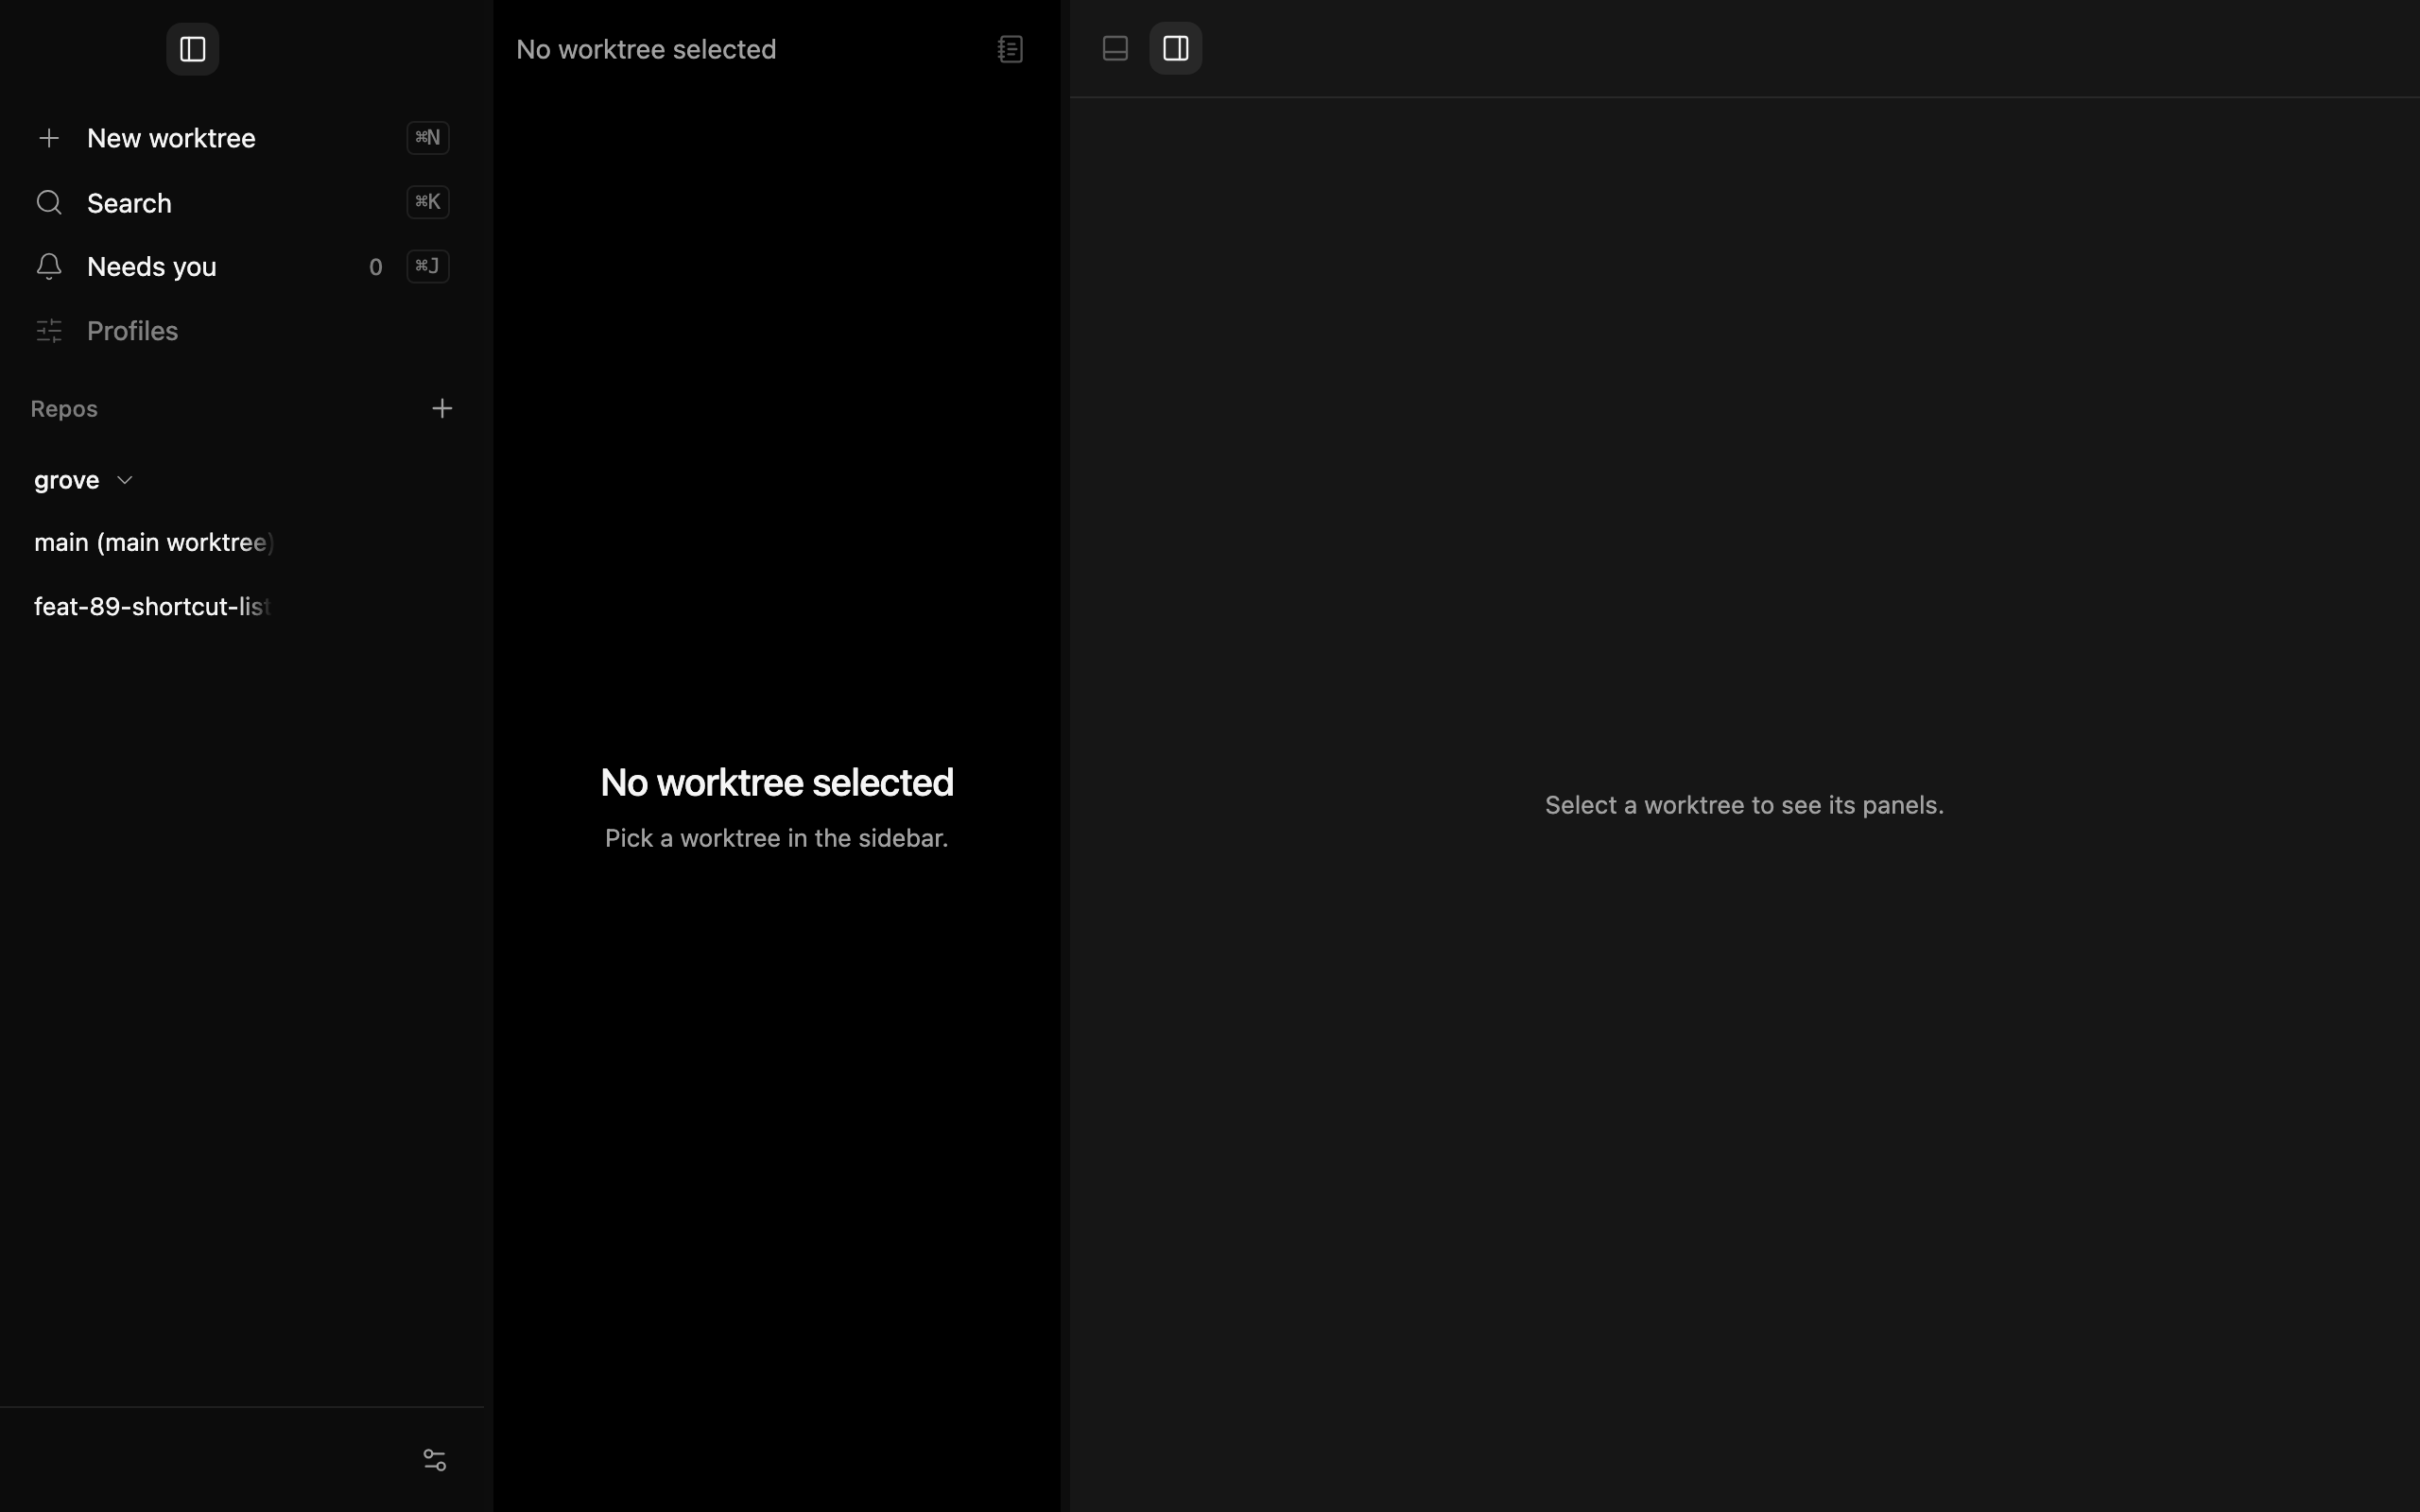 New worktree ⌘N
Search ⌘K
Needs you 0 ⌘J
Profiles
Repos
grove
main (main worktree)
feat-89-shortcut-list
No worktree selected
No worktree selected
Pick a worktree in the sidebar.
Select a worktree to see its panels.